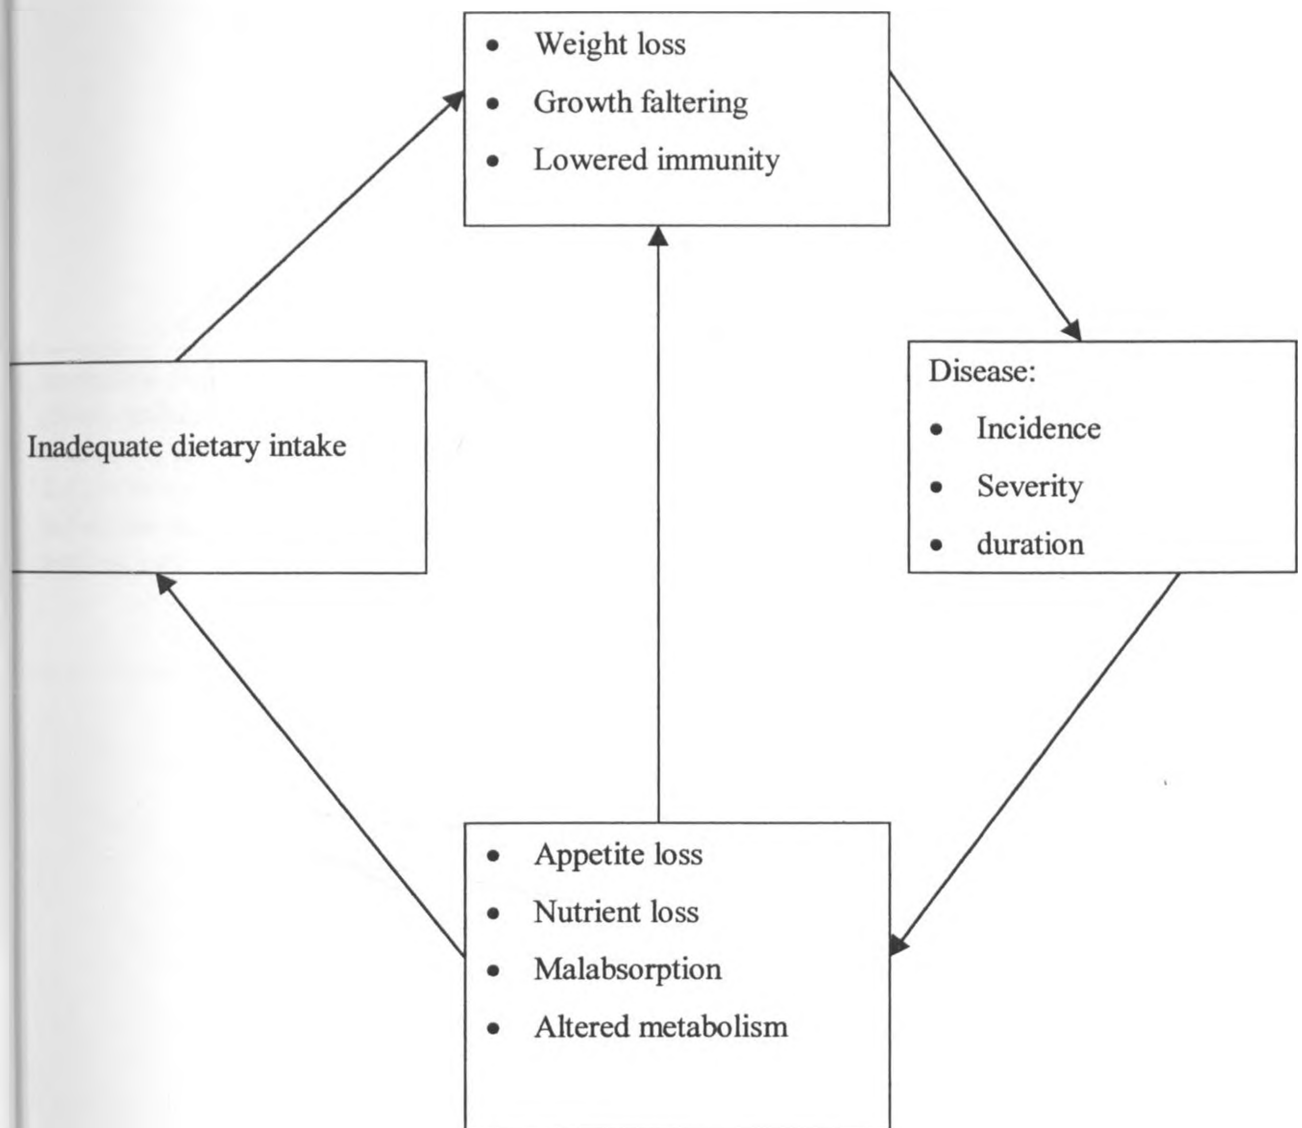 • Weight loss
• Growth faltering
• Lowered immunity
Inadequate dietary intake
Disease:
• Incidence
• Severity
• duration
• Appetite loss
• Nutrient loss
• Malabsorption
• Altered metabolism